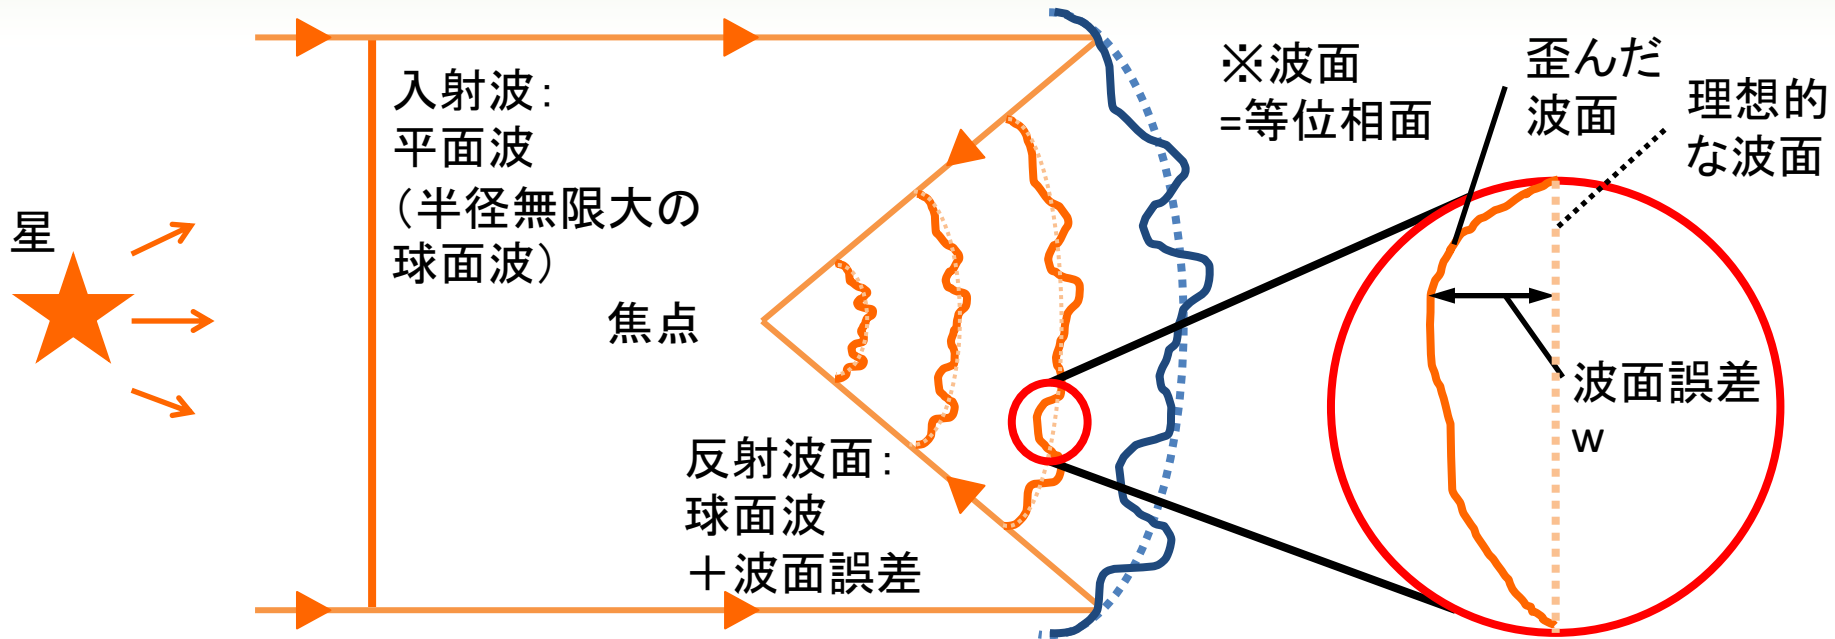 星
入射波：
平面波
（半径無限大の
球面波）
焦点
反射波面：
球面波
＋波面誤差
※波面
=等位相面
歪んだ
波面
理想的
な波面
波面誤差
w